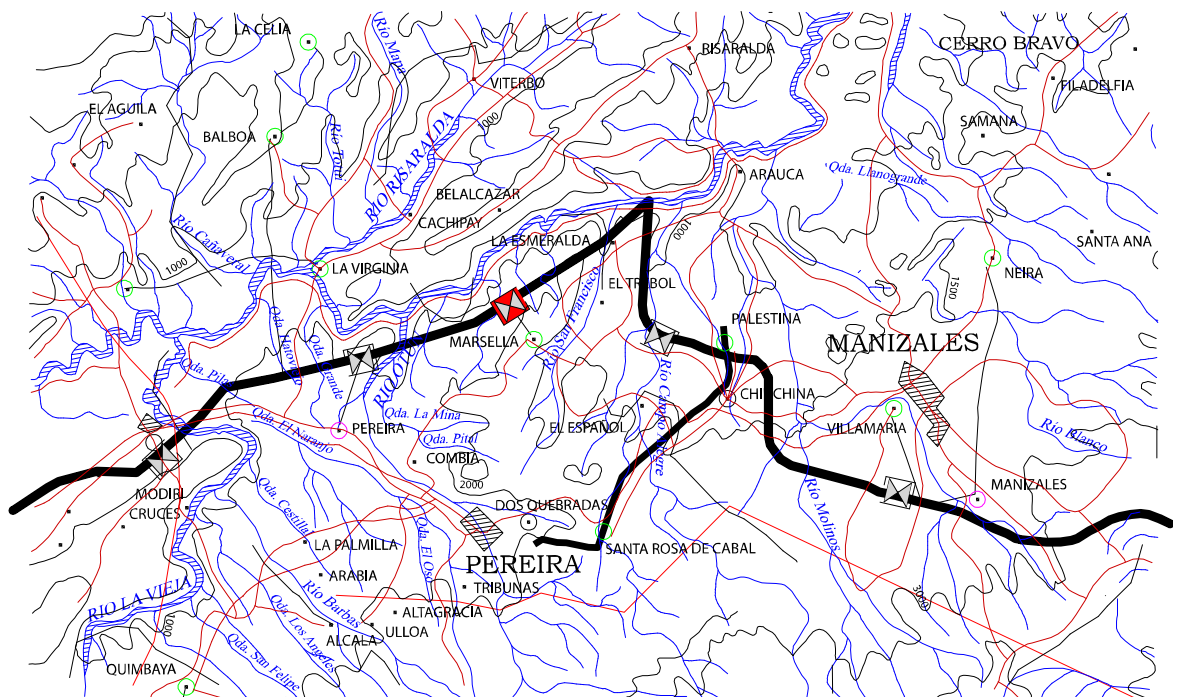 LA CELIA
Río Mapa
RISARALDA
CERRO BRAVO
VITERBO
FILADELFIA
EL AGUILA
BALBOA
1000
SAMANA
RIO RISARALDA
ARAUCA
Qda. Llanogrande
BELALCAZAR
CACHIPAY
Río Cañaveral
1000
LA ESMERALDA
1000
SANTA ANA
LA VIRGINIA
NEIRA
1500
EL TREBOL
Río San Francisco
PALESTINA
MARSELLA
MANIZALES
Qda. Grande
RIO OTUN
CHINCHINA
Río Campo Alegre
Qda. La Mina
Qda. El Naranjo
PEREIRA
EL ESPAÑOL
VILLAMARIA
Río Blanco
Qda. Pital
COMBIA
2000
MANIZALES
CRUCES
Qda. Cestillal
DOS QUEBRADAS
Río Molinos
LA PALMILLA
Qda. El Oso
SANTA ROSA DE CABAL
PEREIRA
ARABIA
TRIBUNAS
RIO LA VIEJA
Río Barbas
3000
ALTAGRACIA
1000
Qda. Los Angeles
ALCALA
ULLOA
QUIMBAYA
Qda. San Felipe